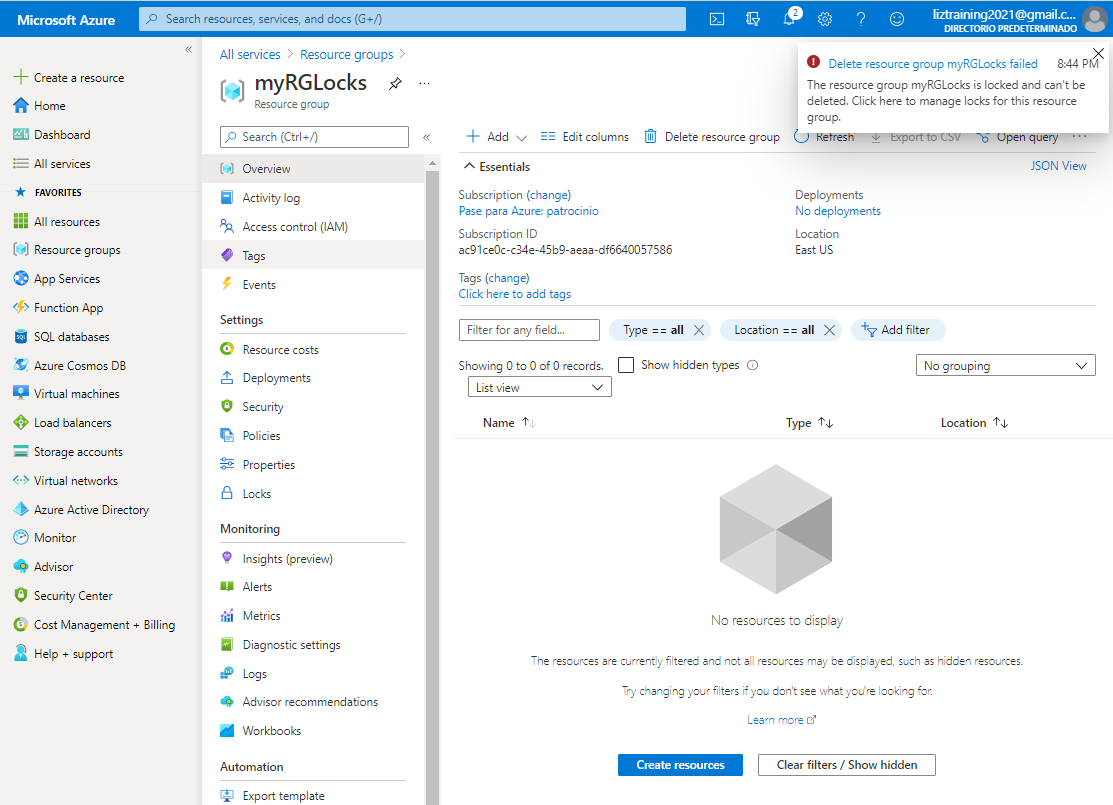 Microsoft Azure
Search resources, services, and docs (G+/)
2
liztraining2021@gmail.c...
DIRECTORIO PREDETERMINADO
«
Create a resource
Home
Dashboard
All services
FAVORITES
All resources
Resource groups
App Services
Function App
SQL databases
Azure Cosmos DB
Virtual machines
Load balancers
Storage accounts
Virtual networks
Azure Active Directory
Monitor
Advisor
Security Center
Cost Management + Billing
Help + support
All services > Resource groups >
myRGLocks
...
Resource group
Search (Ctrl+/)
«
Overview
Activity log
Access control (IAM)
Tags
Events
Settings
Resource costs
Deployments
Security
Policies
Properties
Locks
Monitoring
Insights (preview)
Alerts
Metrics
Diagnostic settings
Logs
Advisor recommendations
Workbooks
Automation
Export template
Delete resource group myRGLocks failed 8:44 PM
The resource group myRGLocks is locked and can't be
deleted. Click here to manage locks for this resource
group.
Add Edit columns Delete resource group Refresh Export to CSV Open query ...
Essentials
JSON View
Subscription (change)
Pase para Azure: patrocinio
Subscription ID
ac91ce0c-c34e-45b9-aeaa-df6640057586
Deployments
No deployments
Location
East US
Tags (change)
Click here to add tags
Filter for any field...
Type == all
Location == all
Add filter
Showing 0 to 0 of 0 records.
Show hidden types
No grouping
List view
Name Type Location
No resources to display
The resources are currently filtered and not all resources may be displayed, such as hidden resources.
Try changing your filters if you don't see what you're looking for.
Learn more
Create resources
Clear filters / Show hidden